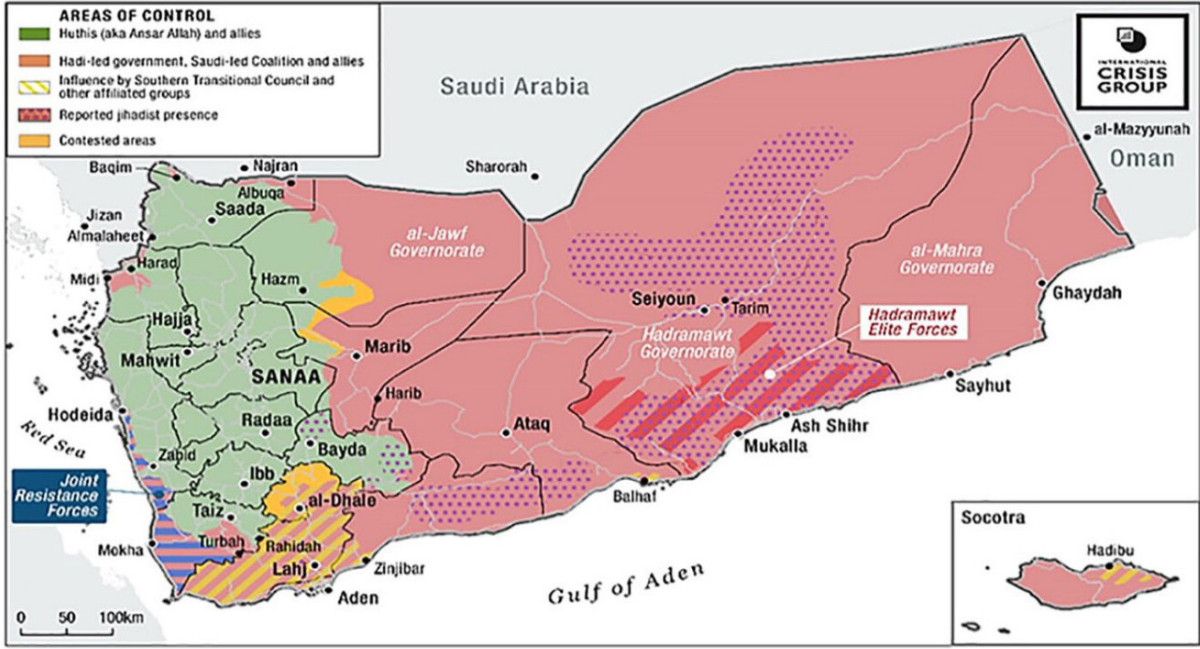 AREAS OF CONTROL
Huthis (aka Ansar Allah) and allies
Hadi-led government, Saudi-led Coalition and allies
Influence by Southern Transitional Council and
other affiliated groups
Reported jihadist presence
Contested areas
INTERNATIONAL
CRISIS
GROUP
Saudi Arabia
al-Mazyyunah
Oman
Baqim
Najran
Sharorah
Albuqa
Saada
Jizan
Almalaheet
al-Jawf
Governorate
al-Mahra
Governorate
Harad
Midi
Hazm
Ghaydah
Seiyoun
Tarim
Hadramawt
Elite Forces
Hajja
Hadramawt
Governorate
Mahwit
Marib
SANAA
Sayhut
Harib
Hodeida
Red Sea
Radaa
Ataq
Ash Shihr
Mukalla
Bayda
Zabid
Ibb
Joint
Resistance
Forces
al-Dhale
Balhaf
Taiz
Socotra
Turbah
Rahidah
Mokha
Hadibu
Lahj
Zinjibar
Aden
Gulf of Aden
0 50 100km